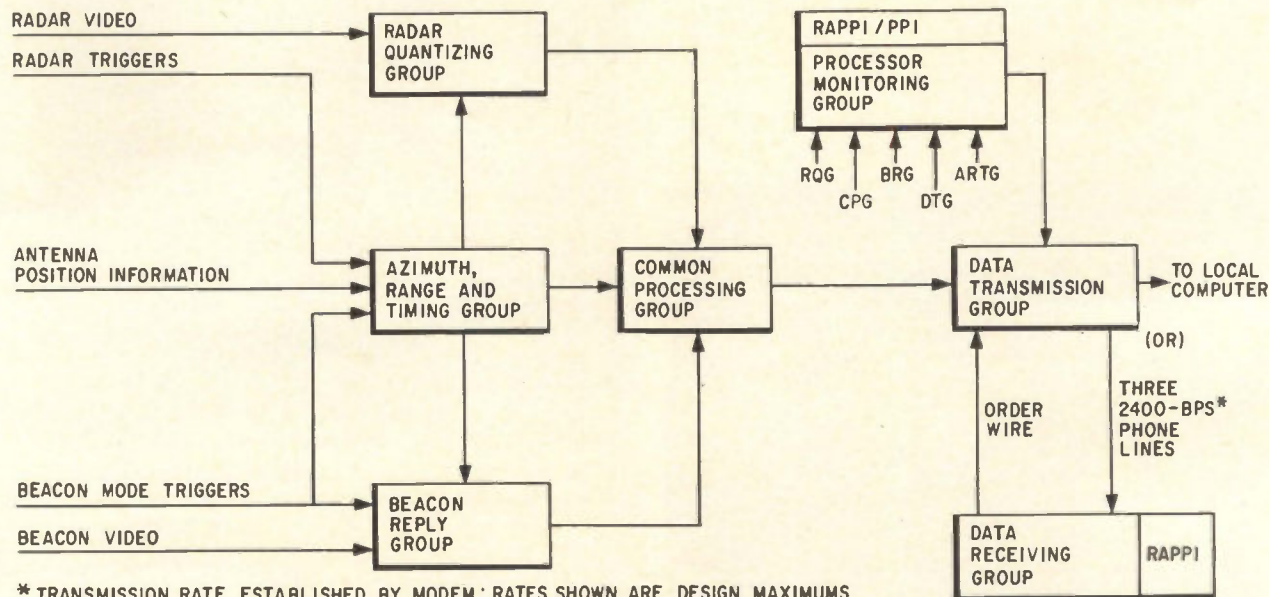 RADAR VIDEO
RADAR TRIGGERS
RADAR
QUANTIZING
GROUP
RAPPI/PPI
PROCESSOR
MONITORING
GROUP
RQG
CPG
BRG
DTG
ARTG
ANTENNA
POSITION INFORMATION
AZIMUTH,
RANGE AND
TIMING GROUP
COMMON
PROCESSING
GROUP
DATA
TRANSMISSION
GROUP
TO LOCAL
COMPUTER
(OR)
ORDER
WIRE
THREE
2400-BPS*
PHONE
LINES
BEACON MODE TRIGGERS
BEACON VIDEO
BEACON
REPLY
GROUP
DATA
RECEIVING
GROUP
RAPPI
* TRANSMISSION RATE ESTABLISHED BY MODEM; RATES SHOWN ARE DESIGN MAXIMUMS